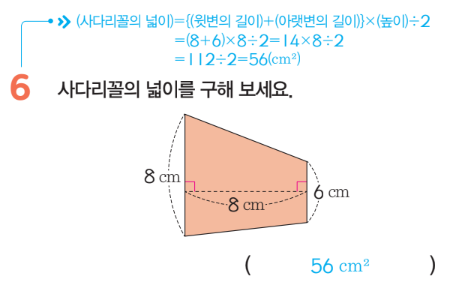 (사다리꼴의 넓이)={(윗변의 길이)+(아랫변의 길이)}×(높이)÷2
=(8+6)×8÷2=14×8÷2
=112÷2=56(cm²)
6 사다리꼴의 넓이를 구해 보세요.
8 cm
8 cm
6 cm
( 56 cm² )